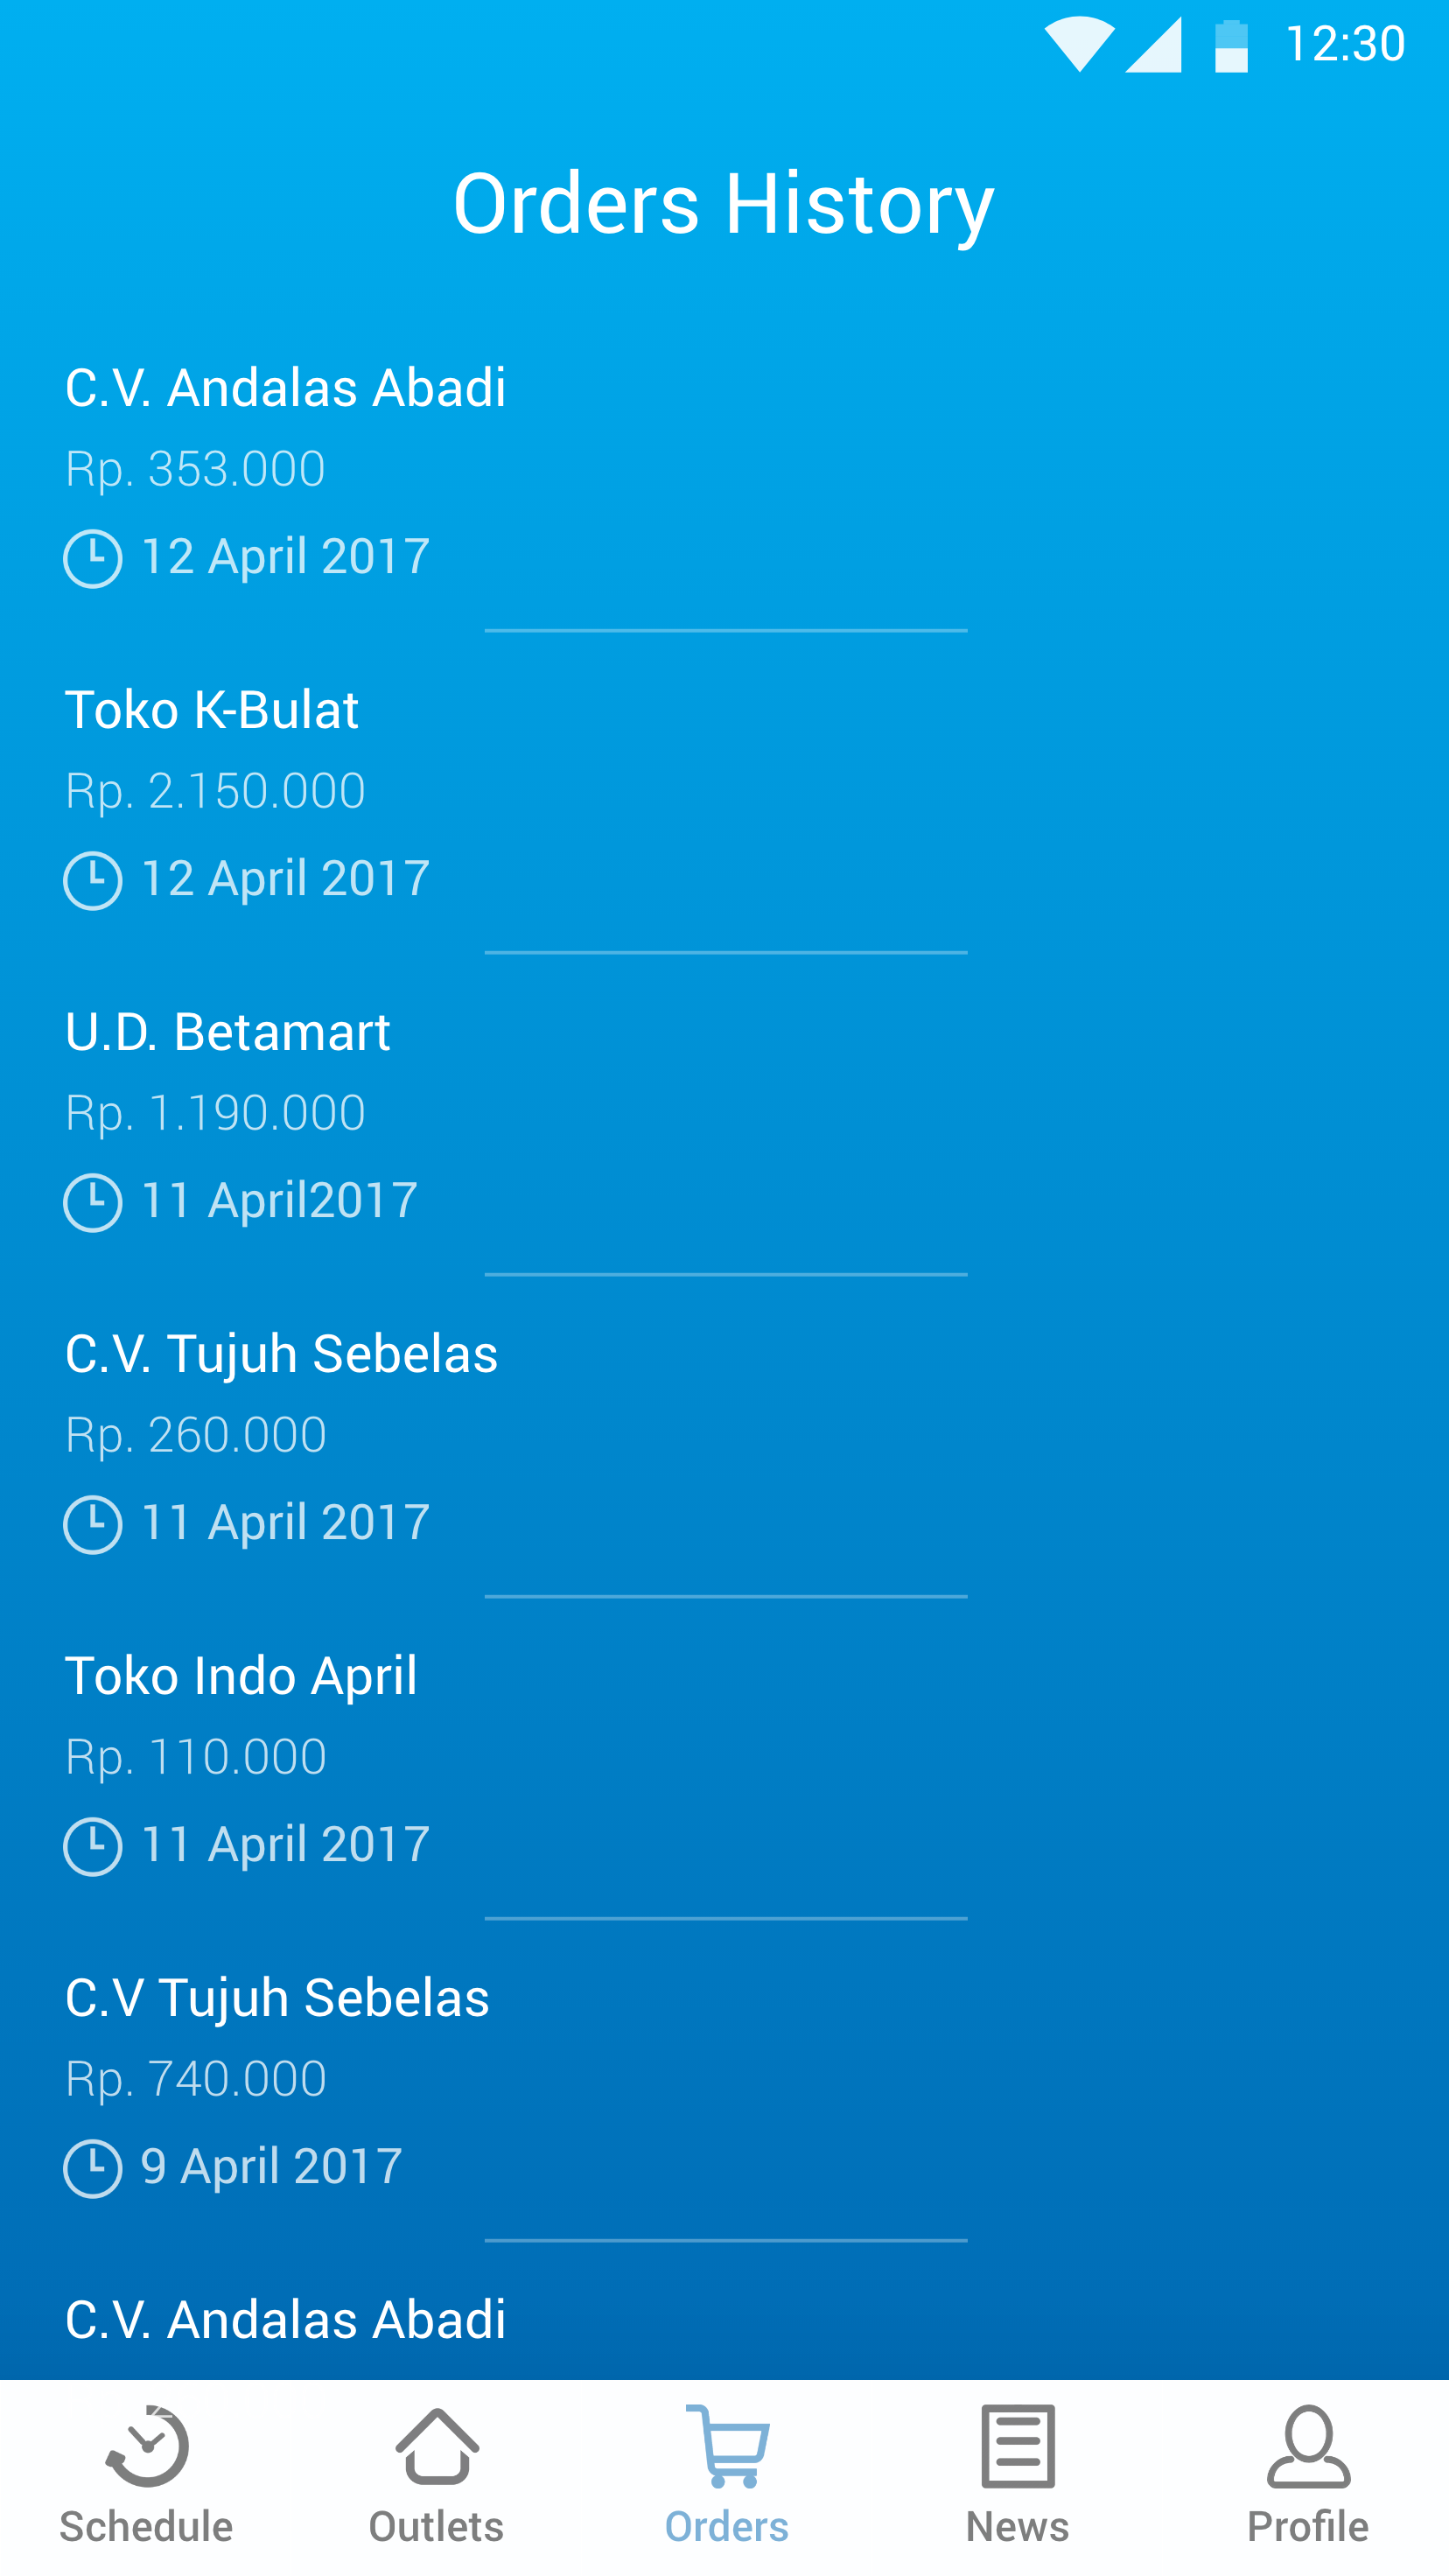 12:30
Orders History
C.V. Andalas Abadi
Rp. 353.000
12 April 2017
Toko K-Bulat
Rp. 2.150.000
12 April 2017
U.D. Betamart
Rp. 1.190.000
11 April2017
C.V. Tujuh Sebelas
Rp. 260.000
11 April 2017
Toko Indo April
Rp. 110.000
11 April 2017
C.V Tujuh Sebelas
Rp. 740.000
9 April 2017
C.V. Andalas Abadi
Schedule Outlets Orders News Profile